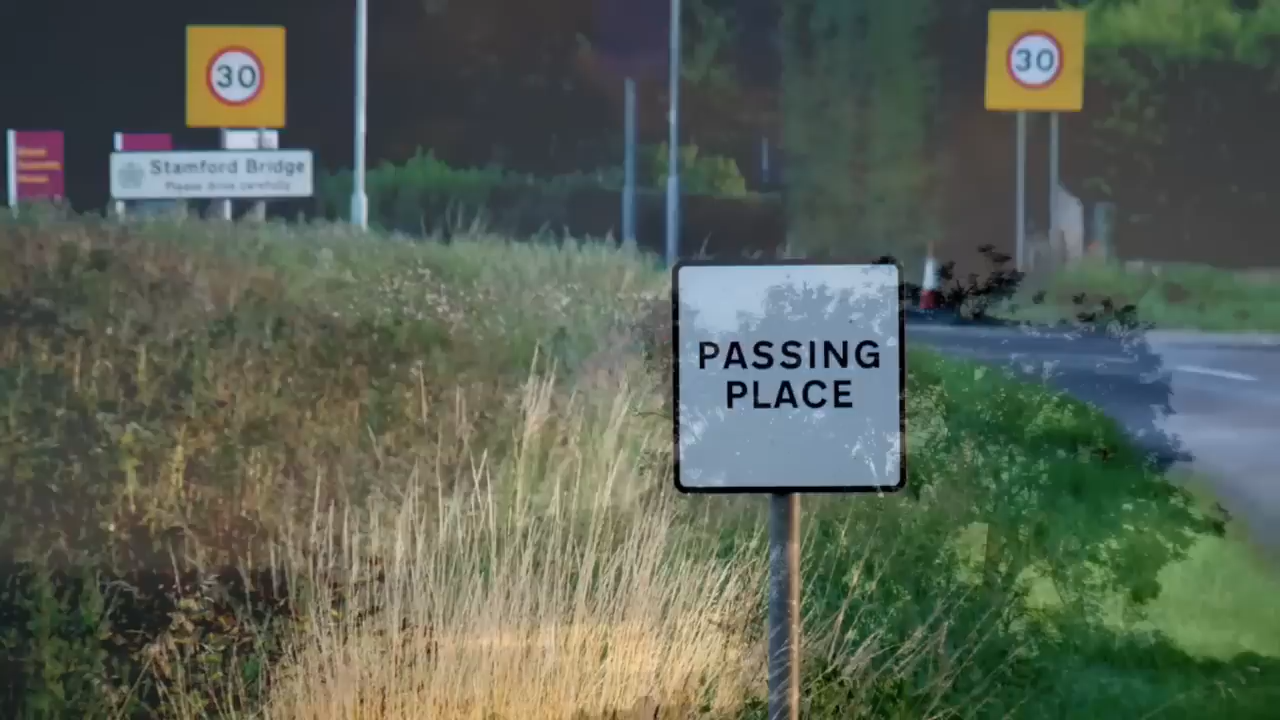 30
30
Stamford Bridge
Please drive carefully
PASSING
PLACE